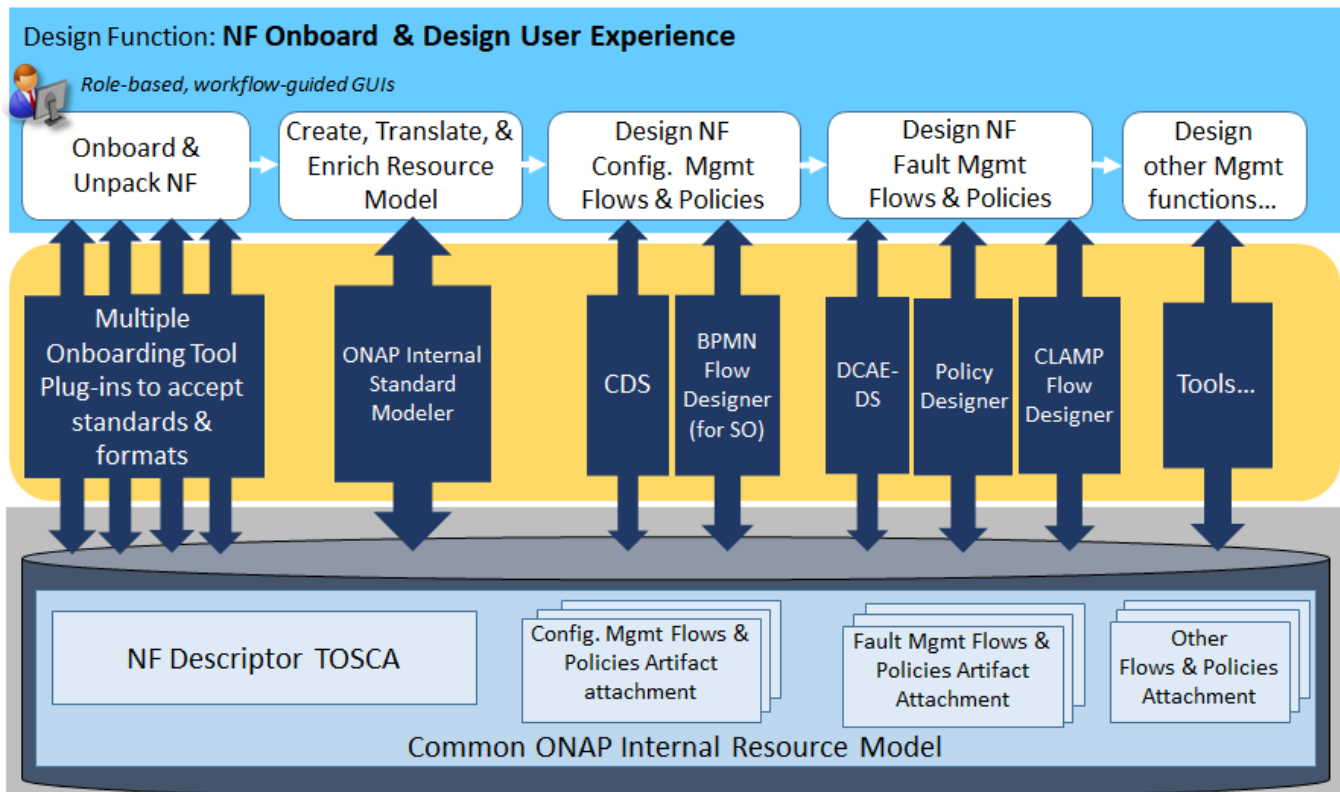 Design Function: NF Onboard & Design User Experience
Role-based, workflow-guided GUIs
Onboard &
Unpack NF
Create, Translate, &
Enrich Resource
Model
Design NF
Config. Mgmt
Flows & Policies
Design NF
Fault Mgmt
Flows & Policies
Design
other Mgmt
functions...
Multiple
Onboarding Tool
Plug-ins to accept
standards &
formats
ONAP Internal
Standard
Modeler
CDS
BPMN
Flow
Designer
(for SO)
DCAE-
DS
Policy
Designer
CLAMP
Flow
Designer
Tools...
NF Descriptor TOSCA
Config. Mgmt Flows &
Policies Artifact
attachment
Fault Mgmt Flows &
Policies Artifact
Attachment
Other
Flows & Policies
Attachment
Common ONAP Internal Resource Model